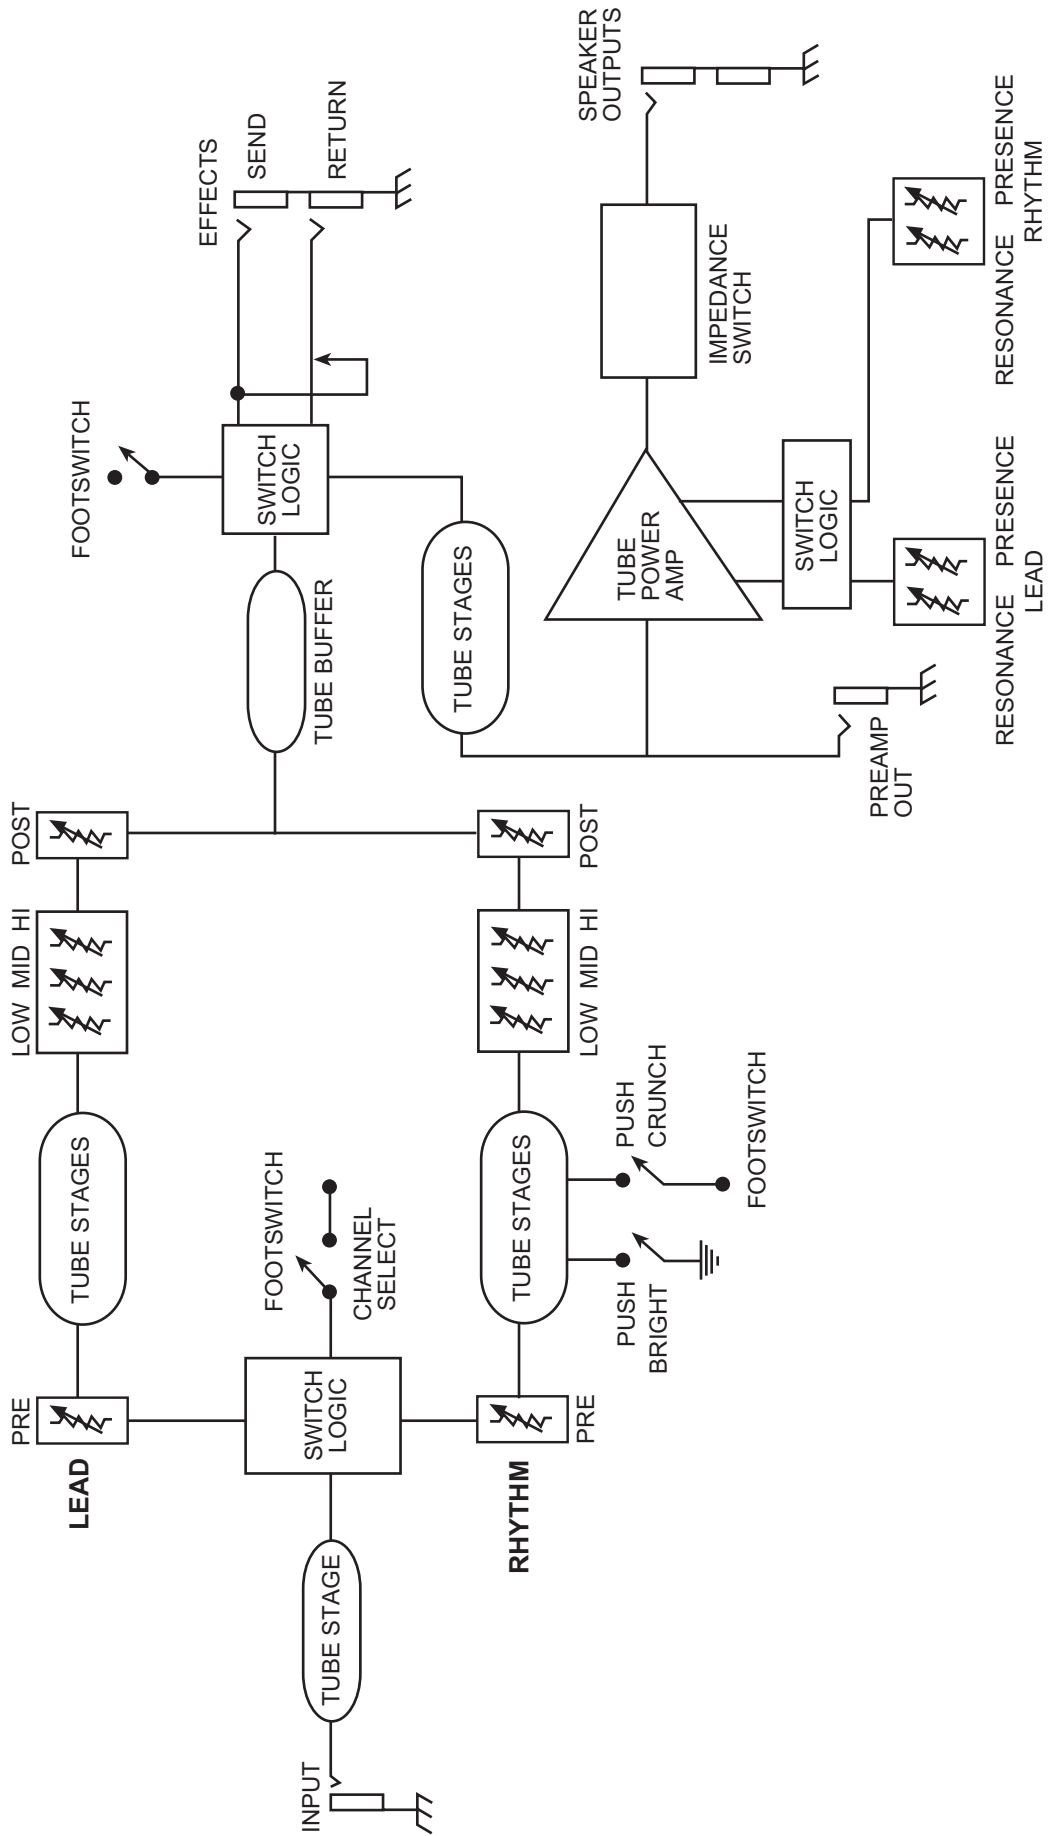 INPUT
TUBE STAGE
SWITCH
LOGIC
FOOTSWITCH
CHANNEL
SELECT
LEAD
PRE
TUBE STAGES
LOW MID HI
POST
RHYTHM
PRE
TUBE STAGES
PUSH
BRIGHT
PUSH
CRUNCH
FOOTSWITCH
LOW MID HI
POST
TUBE BUFFER
FOOTSWITCH
SWITCH
LOGIC
EFFECTS
SEND
RETURN
TUBE STAGES
PREAMP
OUT
TUBE
POWER
AMP
IMPEDANCE
SWITCH
SPEAKER
OUTPUTS
SWITCH
LOGIC
RESONANCE PRESENCE
LEAD
RESONANCE PRESENCE
RHYTHM